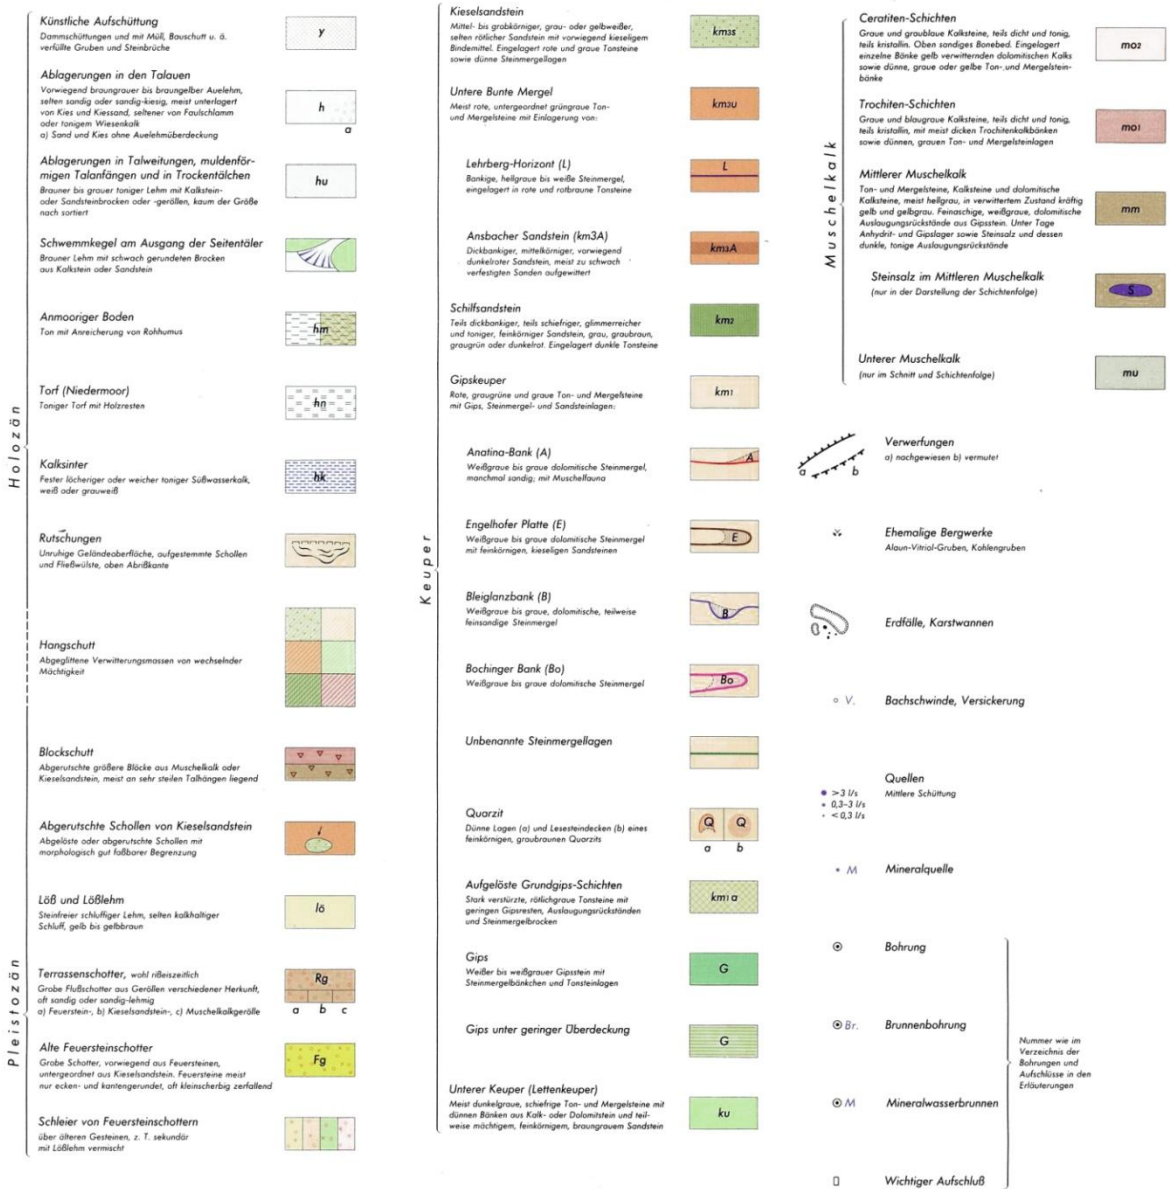 Holozän
Künstliche Aufschüttung
Dammschüttungen und mit Müll, Bauschutt u. ä.
verfüllte Gruben und Steinbrüche
y
Ablagerungen in den Talauen
Vorwiegend braungrauer bis braungelber Auelehm,
selten sandig oder sandig-kiesig, meist unterlagert
von Kies und Kiessand, seltener von Faulschlamm
oder tonigem Wiesenkalk
a) Sand und Kies ohne Auelehmüberdeckung
h
a
Ablagerungen in Talweitungen, muldenför-
migen Talanfängen und in Trockentälchen
Brauner bis grauer toniger Lehm mit Kalkstein-
oder Sandsteinbrocken oder -geröllen, kaum der Größe
nach sortiert
hu
Schwemmkegel am Ausgang der Seitentäler
Brauner Lehm mit schwach gerundeten Brocken
aus Kalkstein oder Sandstein
Anmooriger Boden
Ton mit Anreicherung von Rohhumus
hm
Torf (Niedermoor)
Toniger Torf mit Holzresten
hn
Kalksinter
Fester löcheriger oder weicher toniger Süßwasserkalk,
weiß oder grauweiß
hk
Rutschungen
Unruhige Geländeoberfläche, aufgestemmte Schollen
und Fließwülste, oben Abrißkante
Hangschutt
Abgeglittene Verwitterungsmassen von wechselnder
Mächtigkeit
Pleistozän
Blockschutt
Abgerutschte größere Blöcke aus Muschelkalk oder
Kieselsandstein, meist an sehr steilen Talhängen liegend
Abgerutschte Schollen von Kieselsandstein
Abgelöste oder abgerutschte Schollen mit
morphologisch gut faßbarer Begrenzung
Löß und Lößlehm
Steinfreier schluffiger Lehm, selten kalkhaltiger
Schluff, gelb bis gelbbraun
lö
Terrassenschotter, wohl rißeiszeitlich
Grobe Flußschotter aus Geröllen verschiedener Herkunft,
oft sandig oder sandig-lehmig
a) Feuerstein-, b) Kieselsandstein-, c) Muschelkalkgerölle
Rg
a b c
Alte Feuersteinschotter
Grobe Schotter, vorwiegend aus Feuersteinen,
untergeordnet aus Kieselsandstein. Feuersteine meist
nur ecken- und kantengerundet, oft kleinscherbig zerfallend
Fg
Schleier von Feuersteinschottern
über älteren Gesteinen, z. T. sekundär
mit Lößlehm vermischt
Keuper
Kieselsandstein
Mittel- bis grobkörniger, grau- oder gelbweißer,
selten rötlicher Sandstein mit vorwiegend kieseligem
Bindemittel. Eingelagert rote und graue Tonsteine
sowie dünne Steinmergellagen
km3s
Untere Bunte Mergel
Meist rote, untergeordnet grüngraue Ton-
und Mergelsteine mit Einlagerung von:
km3u
Lehrberg-Horizont (L)
Bankige, hellgraue bis weiße Steinmergel,
eingelagert in rote und rotbraune Tonsteine
L
Ansbacher Sandstein (km3A)
Dickbankiger, mittelkörniger, vorwiegend
dunkelroter Sandstein, meist zu schwach
verfestigten Sanden aufgewittert
km3A
Schilfsandstein
Teils dickbankiger, teils schiefriger, glimmerreicher
und toniger, feinkörniger Sandstein, grau, graubraun,
graugrün oder dunkelrot. Eingelagert dunkle Tonsteine
km2
Gipskeuper
Rote, graugrüne und graue Ton- und Mergelsteine
mit Gips, Steinmergel- und Sandsteinlagen:
km1
Anatina-Bank (A)
Weißgraue bis graue dolomitische Steinmergel,
manchmal sandig; mit Muschelfauna
A
Engelhofer Platte (E)
Weißgraue bis graue dolomitische Steinmergel
mit feinkörnigen, kieseligen Sandsteinen
E
Bleiglanzbank (B)
Weißgraue bis graue, dolomitische, teilweise
feinsandige Steinmergel
B
Bochinger Bank (Bo)
Weißgraue bis graue dolomitische Steinmergel
Bo
Unbenannte Steinmergellagen
Quarzit
Dünne Lagen (a) und Lesesteindecken (b) eines
feinkörnigen, graubraunen Quarzits
Q Q
a b
Aufgelöste Grundgips-Schichten
Stark verstürzte, rötlichgraue Tonsteine mit
geringen Gipsresten, Auslaugungsrückständen
und Steinmergelbrocken
km1a
Gips
Weißer bis weißgrauer Gipsstein mit
Steinmergelbänkchen und Tonsteinlagen
G
Gips unter geringer Überdeckung
G
Unterer Keuper (Lettenkeuper)
Meist dunkelgraue, schiefrige Ton- und Mergelsteine mit
dünnen Bänken aus Kalk- oder Dolomitstein und teil-
weise mächtigem, feinkörnigem, braungrauem Sandstein
ku
Muschelkalk
Ceratiten-Schichten
Graue und graublaue Kalksteine, teils dicht und tonig,
teils kristallin. Oben sandiges Bonebed. Eingelagert
einzelne Bänke gelb verwitternden dolomitischen Kalks
sowie dünne, graue oder gelbe Ton- und Mergelstein-
bänke
mo2
Trochiten-Schichten
Graue und blaugraue Kalksteine, teils dicht und tonig,
teils kristallin, mit meist dicken Trochitenkalkbänken
sowie dünnen, grauen Ton- und Mergelsteinlagen
mo1
Mittlerer Muschelkalk
Ton- und Mergelsteine, Kalksteine und dolomitische
Kalksteine, meist hellgrau, in verwittertem Zustand kräftig
gelb und gelbgrau. Feinaschige, weißgraue, dolomitische
Auslaugungsrückstände aus Gipsstein. Unter Tage
Anhydrit- und Gipslager sowie Steinsalz und dessen
dunkle, tonige Auslaugungsrückstände
mm
Steinsalz im Mittleren Muschelkalk
(nur in der Darstellung der Schichtenfolge)
S
Unterer Muschelkalk
(nur im Schnitt und Schichtenfolge)
mu
Verwerfungen
a) nachgewiesen b) vermutet
a b
Ehemalige Bergwerke
Alaun-Vitriol-Gruben, Kohlengruben
Erdfälle, Karstwannen
V.
Bachschwinde, Versickerung
Quellen
Mittlere Schüttung
> 3 l/s
0,3–3 l/s
< 0,3 l/s
M
Mineralquelle
Bohrung
Br.
Brunnenbohrung
M
Mineralwasserbrunnen
Wichtiger Aufschluß
Nummer wie im
Verzeichnis der
Bohrungen und
Aufschlüsse in den
Erläuterungen